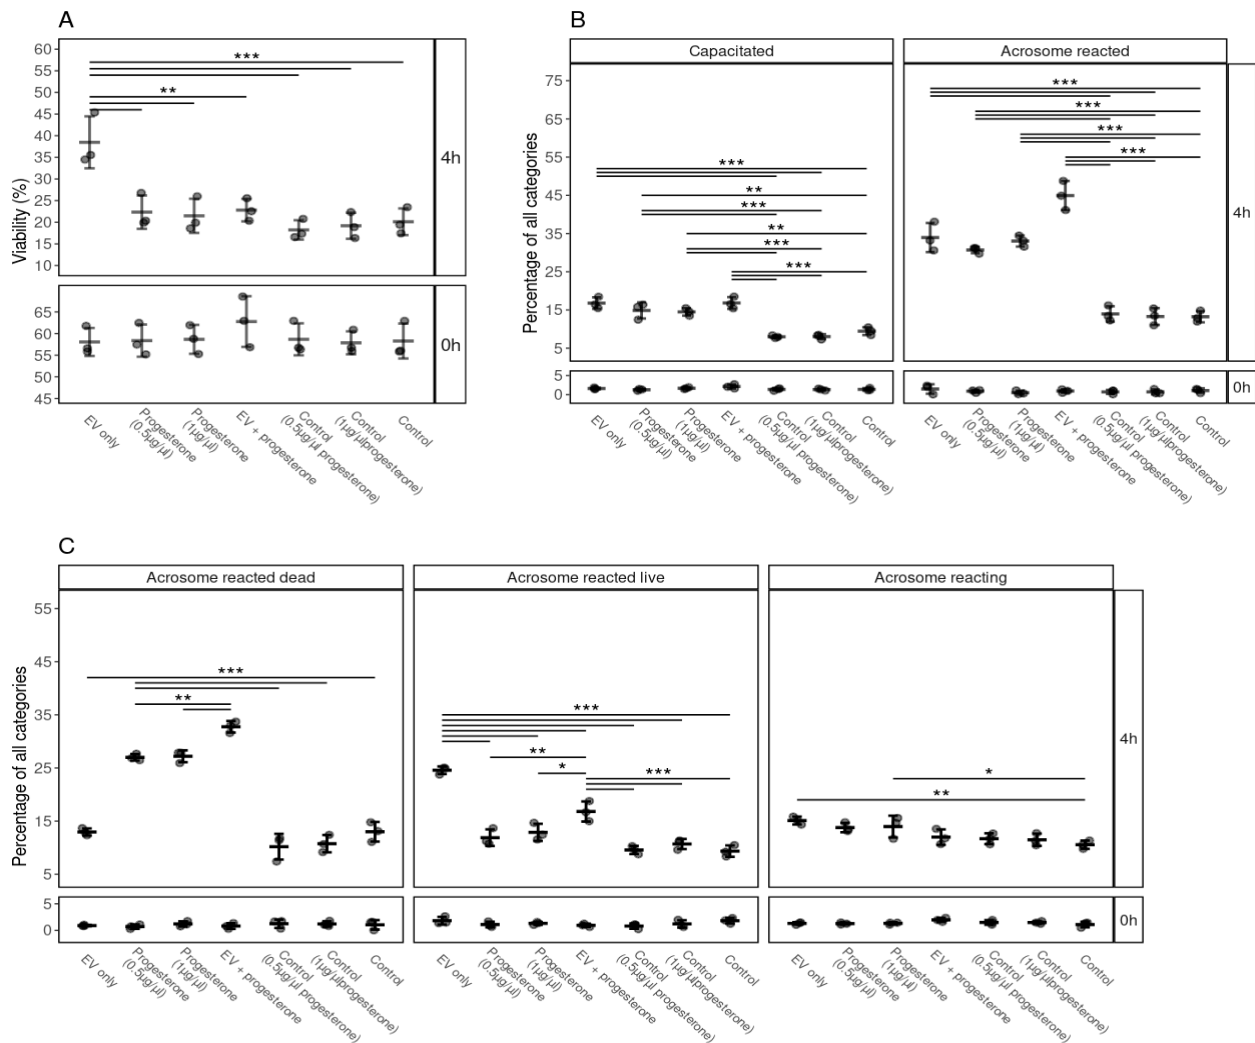 A
***
**
60
55
50
45
40
35
30
25
20
15
10
Viability (%)
4h
65
60
55
50
45
0h
EV only
Progesterone
(0.5µg/µl)
Progesterone
(1µg/µl)
EV + progesterone
Control
(0.5µg/µl progesterone)
Control
(1µg/µlprogesterone)
Control
B
Capacitated
Acrosome reacted
75
65
55
45
35
25
15
5
Percentage of all categories
***
**
***
**
***
***
***
***
***
***
4h
5
0
0h
EV only
Progesterone
(0.5µg/µl)
Progesterone
(1µg/µl)
EV + progesterone
Control
(0.5µg/µl progesterone)
Control
(1µg/µlprogesterone)
Control
EV only
Progesterone
(0.5µg/µl)
Progesterone
(1µg/µl)
EV + progesterone
Control
(0.5µg/µl progesterone)
Control
(1µg/µlprogesterone)
Control
C
Acrosome reacted dead
Acrosome reacted live
Acrosome reacting
55
45
35
25
15
5
Percentage of all categories
***
**
***
**
*
***
*
**
4h
5
0
0h
EV only
Progesterone
(0.5µg/µl)
Progesterone
(1µg/µl)
EV + progesterone
Control
(0.5µg/µl progesterone)
Control
(1µg/µlprogesterone)
Control
EV only
Progesterone
(0.5µg/µl)
Progesterone
(1µg/µl)
EV + progesterone
Control
(0.5µg/µl progesterone)
Control
(1µg/µlprogesterone)
Control
EV only
Progesterone
(0.5µg/µl)
Progesterone
(1µg/µl)
EV + progesterone
Control
(0.5µg/µl progesterone)
Control
(1µg/µlprogesterone)
Control